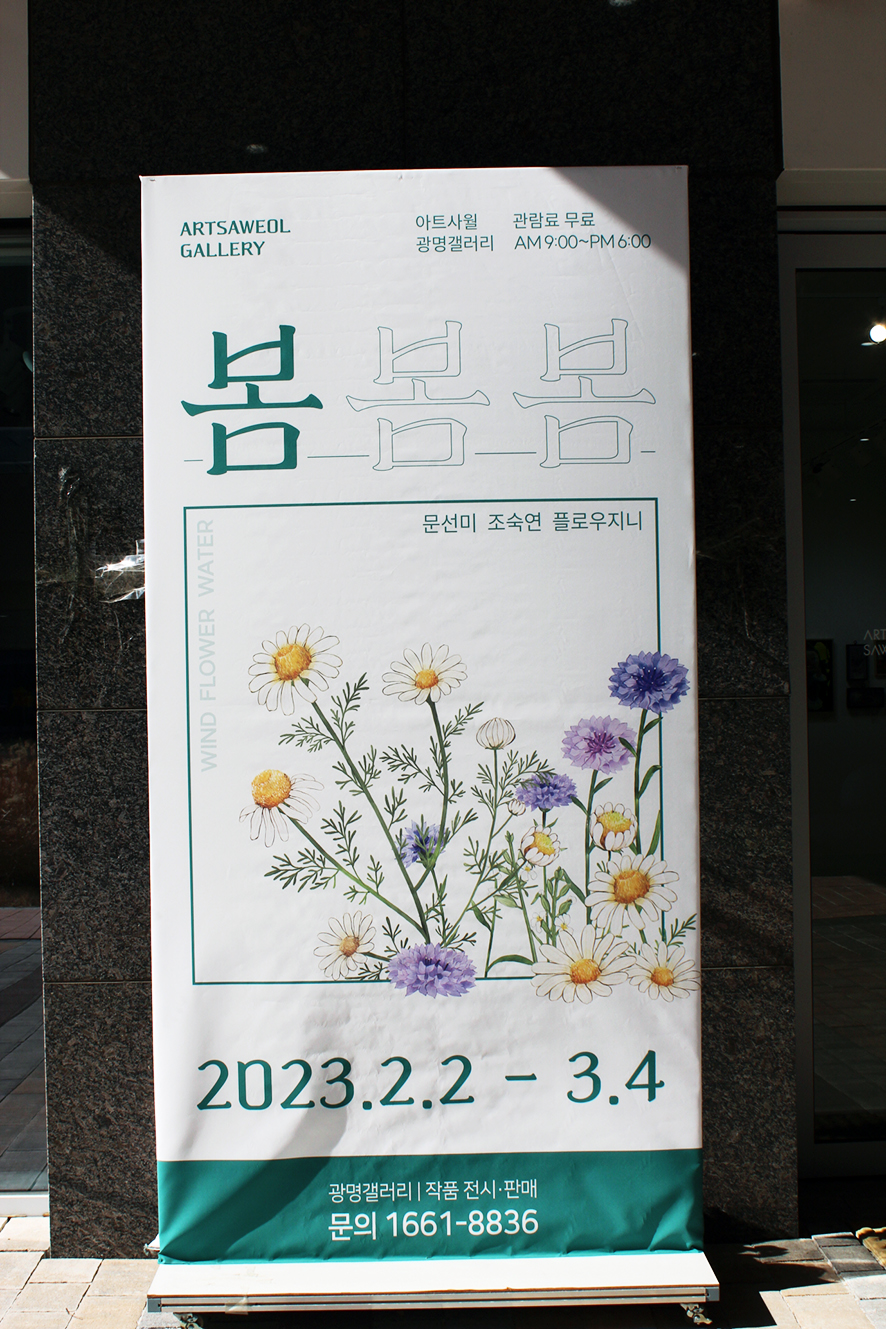 ARTSAWEOL
GALLERY
아트사월
광명갤러리
관람료 무료
AM 9:00~PM 6:00
봄 봄 봄
문선미 조숙연 플로우지니
WIND FLOWER WATER
2023.2.2 - 3.4
광명갤러리 | 작품 전시·판매
문의 1661-8836